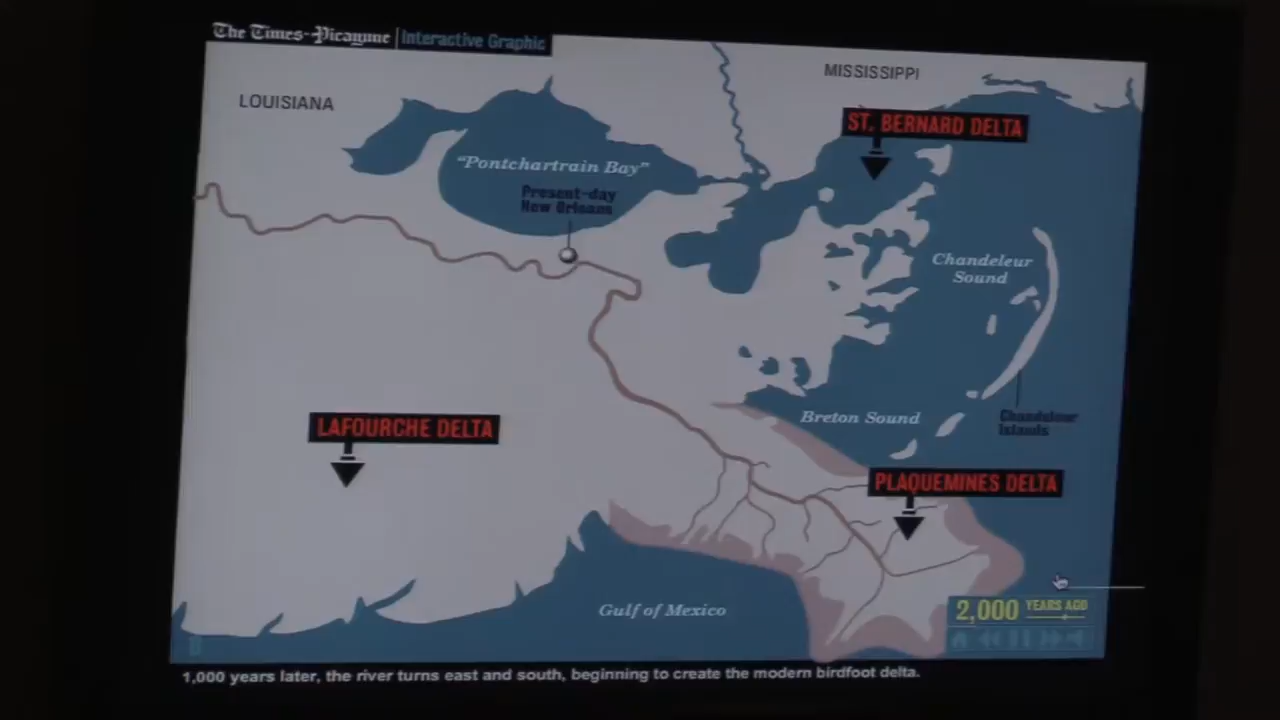 The Times-Picayune Interactive Graphic
MISSISSIPPI
LOUISIANA
ST. BERNARD DELTA
"Pontchartrain Bay"
Present-day
New Orleans
Chandeleur
Sound
Breton Sound
Chandeleur
Islands
LAFOURCHE DELTA
PLAQUEMINES DELTA
Gulf of Mexico
2,000 YEARS AGO
1,000 years later, the river turns east and south, beginning to create the modern birdfoot delta.